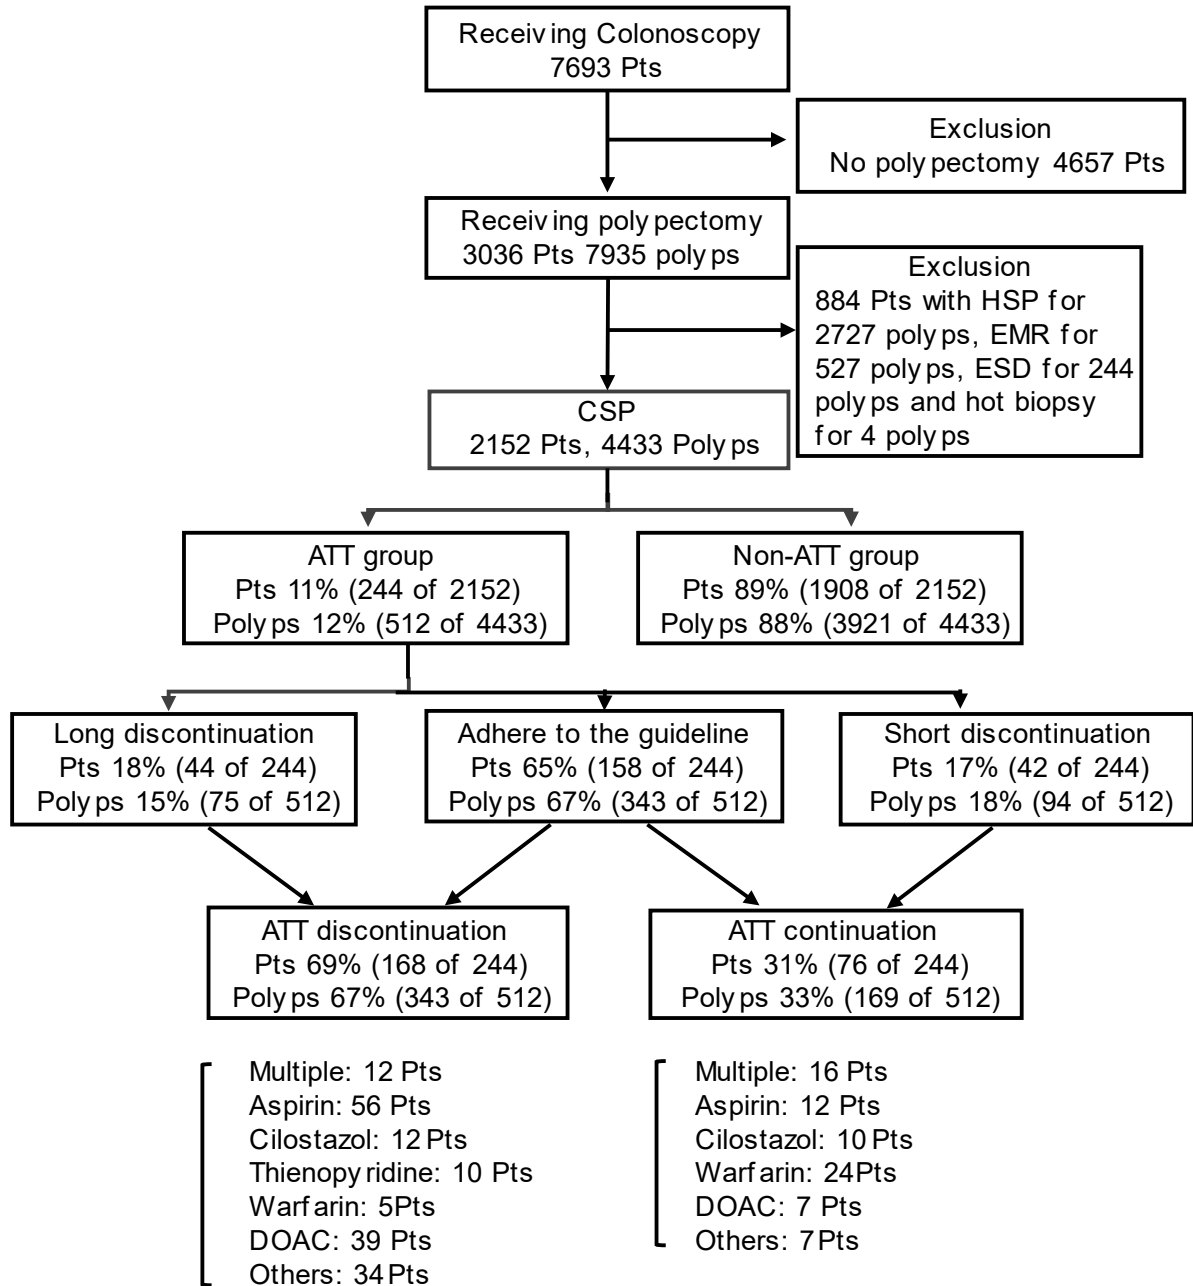 Receiving Colonoscopy
7693 Pts
Exclusion
No polypectomy 4657 Pts
Receiving polypectomy
3036 Pts 7935 polyps
Exclusion
884 Pts with HSP for
2727 polyps, EMR for
527 polyps, ESD for 244
polyps and hot biopsy
for 4 polyps
CSP
2152 Pts, 4433 Polyps
ATT group
Pts 11% (244 of 2152)
Polyps 12% (512 of 4433)
Non-ATT group
Pts 89% (1908 of 2152)
Polyps 88% (3921 of 4433)
Long discontinuation
Pts 18% (44 of 244)
Polyps 15% (75 of 512)
Adhere to the guideline
Pts 65% (158 of 244)
Polyps 67% (343 of 512)
Short discontinuation
Pts 17% (42 of 244)
Polyps 18% (94 of 512)
ATT discontinuation
Pts 69% (168 of 244)
Polyps 67% (343 of 512)
ATT continuation
Pts 31% (76 of 244)
Polyps 33% (169 of 512)
Multiple: 12 Pts
Aspirin: 56 Pts
Cilostazol: 12 Pts
Thienopyridine: 10 Pts
Warfarin: 5Pts
DOAC: 39 Pts
Others: 34 Pts
Multiple: 16 Pts
Aspirin: 12 Pts
Cilostazol: 10 Pts
Warfarin: 24Pts
DOAC: 7 Pts
Others: 7 Pts